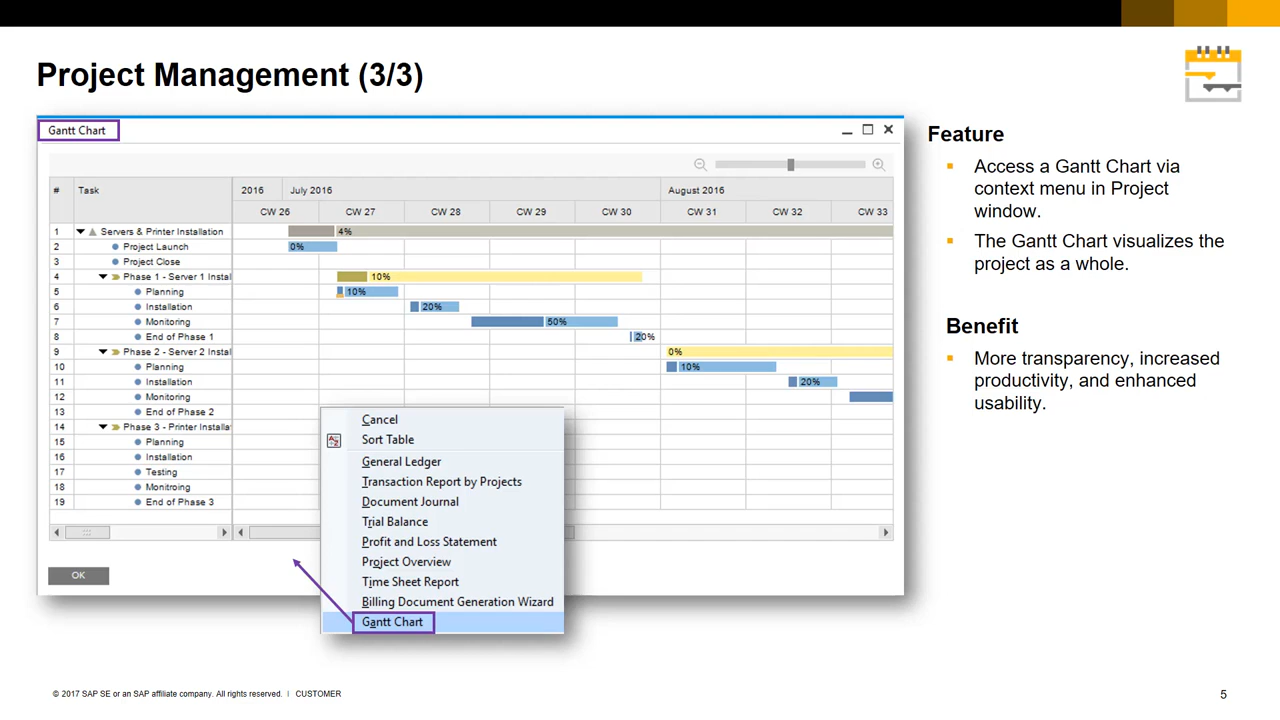 Project Management (3/3)
Gantt Chart
# Task 2016 July 2016 August 2016
CW 26 CW 27 CW 28 CW 29 CW 30 CW 31 CW 32 CW 33
1 Servers & Printer Installation 4%
2 Project Launch 0%
3 Project Close
4 Phase 1 - Server 1 Instal 10%
5 Planning 10%
6 Installation 20%
7 Monitoring 50%
8 End of Phase 1 20%
9 Phase 2 - Server 2 Instal 0%
10 Planning 10%
11 Installation 20%
12 Monitoring
13 End of Phase 2
14 Phase 3 - Printer Installa
15 Planning
16 Installation
17 Testing
18 Monitroing
19 End of Phase 3
OK
Cancel
Sort Table
General Ledger
Transaction Report by Projects
Document Journal
Trial Balance
Profit and Loss Statement
Project Overview
Time Sheet Report
Billing Document Generation Wizard
Gantt Chart
Feature
Access a Gantt Chart via
context menu in Project
window.
The Gantt Chart visualizes the
project as a whole.
Benefit
More transparency, increased
productivity, and enhanced
usability.
© 2017 SAP SE or an SAP affiliate company. All rights reserved. I CUSTOMER
5